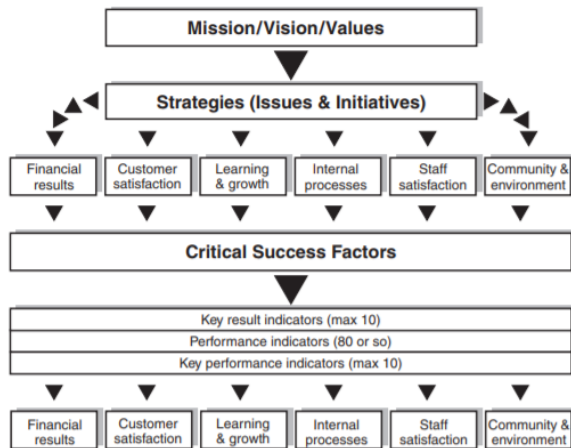 Mission/Vision/Values
Strategies (Issues & Initiatives)
Financial
results
Customer
satisfaction
Learning
& growth
Internal
processes
Staff
satisfaction
Community &
environment
Critical Success Factors
Key result indicators (max 10)
Performance indicators (80 or so)
Key performance indicators (max 10)
Financial
results
Customer
satisfaction
Learning
& growth
Internal
processes
Staff
satisfaction
Community &
environment